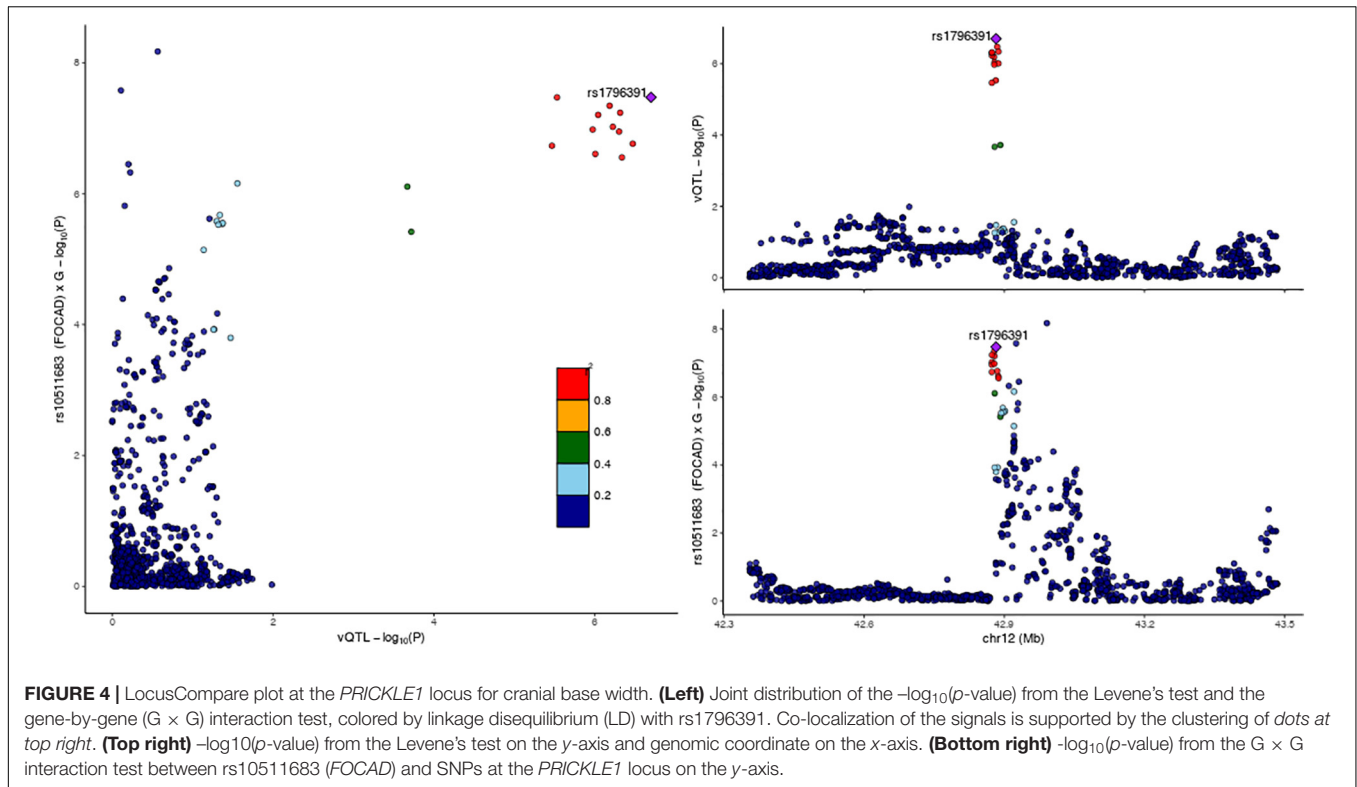 8
6
4
2
0
rs10511683 (FOCAD) x G −log10(P)
rs1796391
r2
0.8
0.6
0.4
0.2
0
2
4
6
vQTL −log10(P)
6
4
2
0
vQTL −log10(P)
rs1796391
8
6
4
2
0
rs10511683 (FOCAD) x G −log10(P)
rs1796391
42.3
42.6
42.9
43.2
43.5
chr12 (Mb)
FIGURE 4 | LocusCompare plot at the PRICKLE1 locus for cranial base width. (Left) Joint distribution of the –log10(p-value) from the Levene's test and the
gene-by-gene (G × G) interaction test, colored by linkage disequilibrium (LD) with rs1796391. Co-localization of the signals is supported by the clustering of dots at
top right. (Top right) –log10(p-value) from the Levene's test on the y-axis and genomic coordinate on the x-axis. (Bottom right) -log10(p-value) from the G × G
interaction test between rs10511683 (FOCAD) and SNPs at the PRICKLE1 locus on the y-axis.